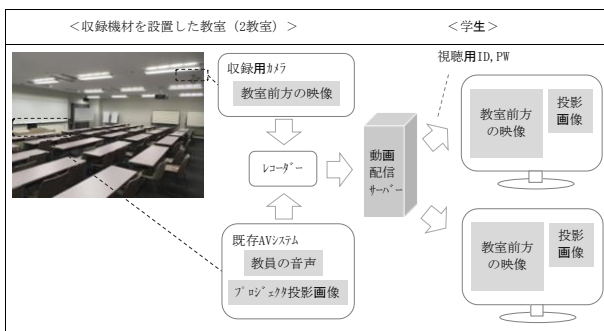 ＜収録機材を設置した教室（2教室）＞
＜学生＞
収録用ｶﾒﾗ
教室前方の映像
ﾚｺｰﾀﾞｰ
既存AVｼｽﾃﾑ
教員の音声
ﾌﾟﾛｼﾞｪｸﾀ投影画像
動画
配信
ｻｰﾊﾞｰ
視聴用ID,PW
教室前方
の映像
投影
画像
教室前方
の映像
投影
画像